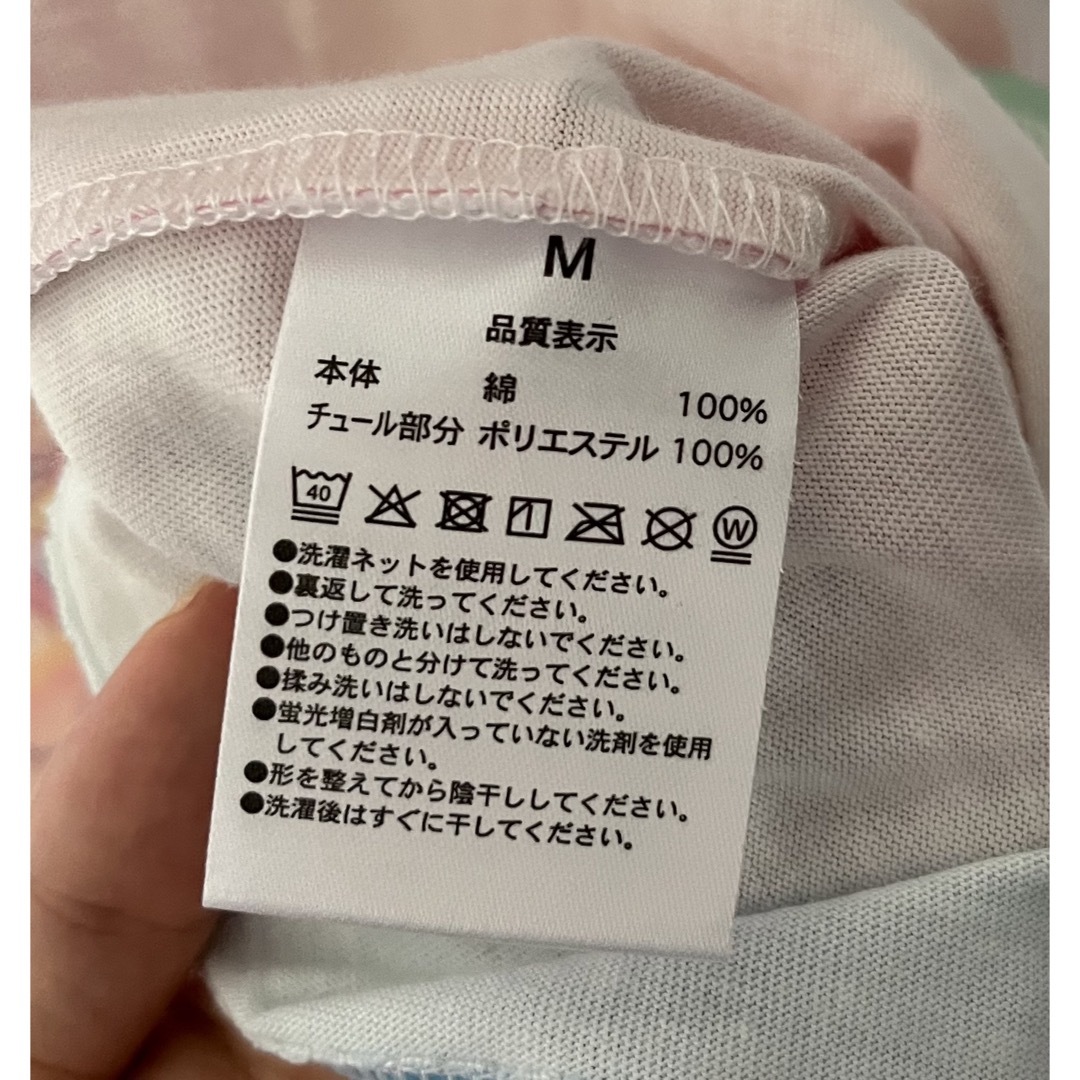 M
品質表示
本体 綿 100%
チュール部分 ポリエステル 100%
40 W
●洗濯ネットを使用してください。
●裏返して洗ってください。
●つけ置き洗いはしないでください。
●他のものと分けて洗ってください。
●揉み洗いはしないでください。
●蛍光増白剤が入っていない洗剤を使用
してください。
●形を整えてから陰干ししてください。
●洗濯後はすぐに干してください。